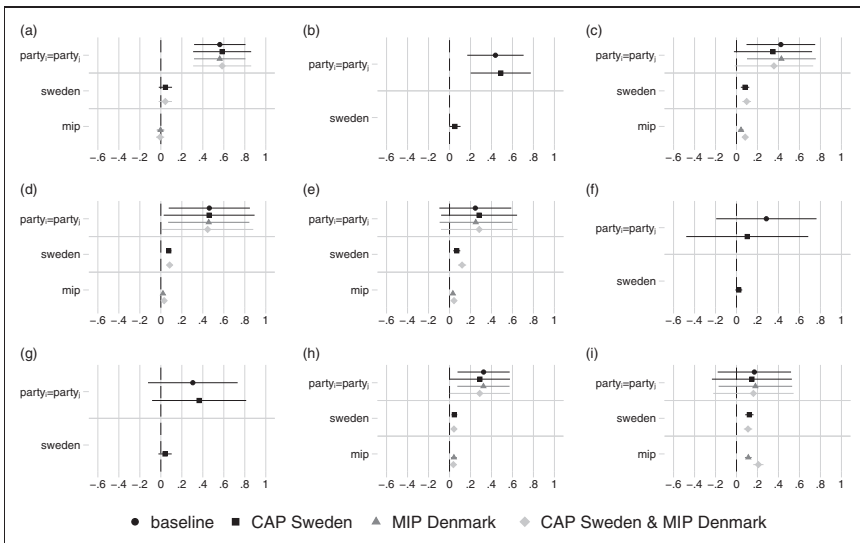 (a)
party_i=party_j
sweden
mip
-.6 -.4 -.2 0 .2 .4 .6 .8 1
(b)
party_i=party_j
sweden
-.6 -.4 -.2 0 .2 .4 .6 .8 1
(c)
party_i=party_j
sweden
mip
-.6 -.4 -.2 0 .2 .4 .6 .8 1
(d)
party_i=party_j
sweden
mip
-.6 -.4 -.2 0 .2 .4 .6 .8 1
(e)
party_i=party_j
sweden
mip
-.6 -.4 -.2 0 .2 .4 .6 .8 1
(f)
party_i=party_j
sweden
-.6 -.4 -.2 0 .2 .4 .6 .8 1
(g)
party_i=party_j
sweden
-.6 -.4 -.2 0 .2 .4 .6 .8 1
(h)
party_i=party_j
sweden
mip
-.6 -.4 -.2 0 .2 .4 .6 .8 1
(i)
party_i=party_j
sweden
mip
-.6 -.4 -.2 0 .2 .4 .6 .8 1
baseline CAP Sweden MIP Denmark CAP Sweden & MIP Denmark